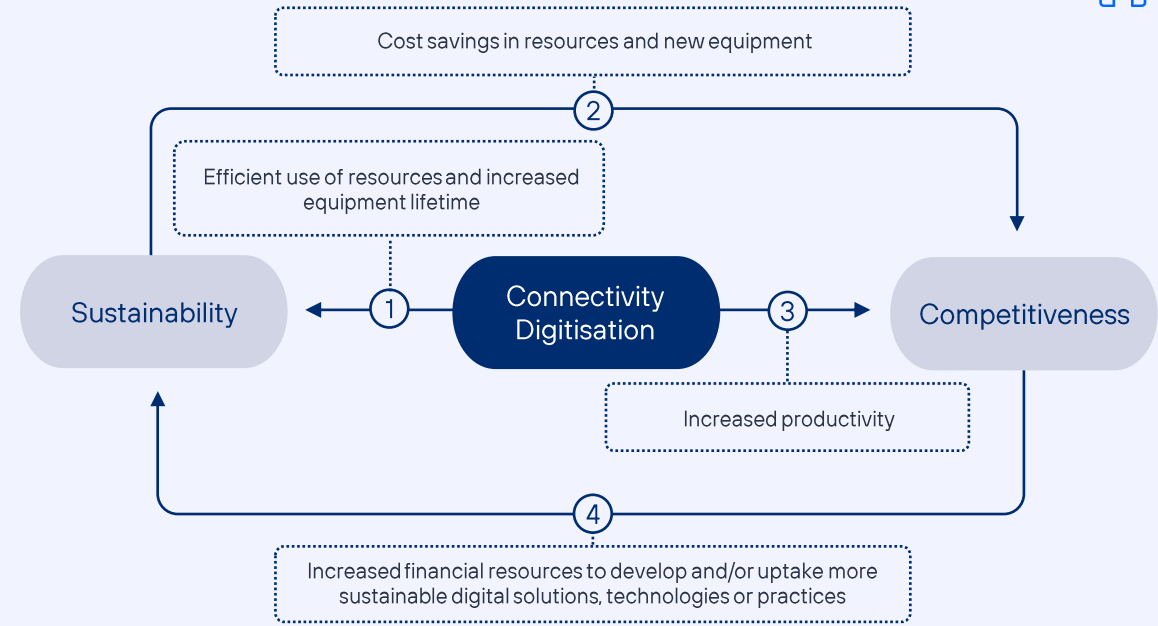 Cost savings in resources and new equipment
2
Efficient use of resources and increased
equipment lifetime
Sustainability
1
Connectivity
Digitisation
3
Competitiveness
Increased productivity
4
Increased financial resources to develop and/or uptake more
sustainable digital solutions, technologies or practices